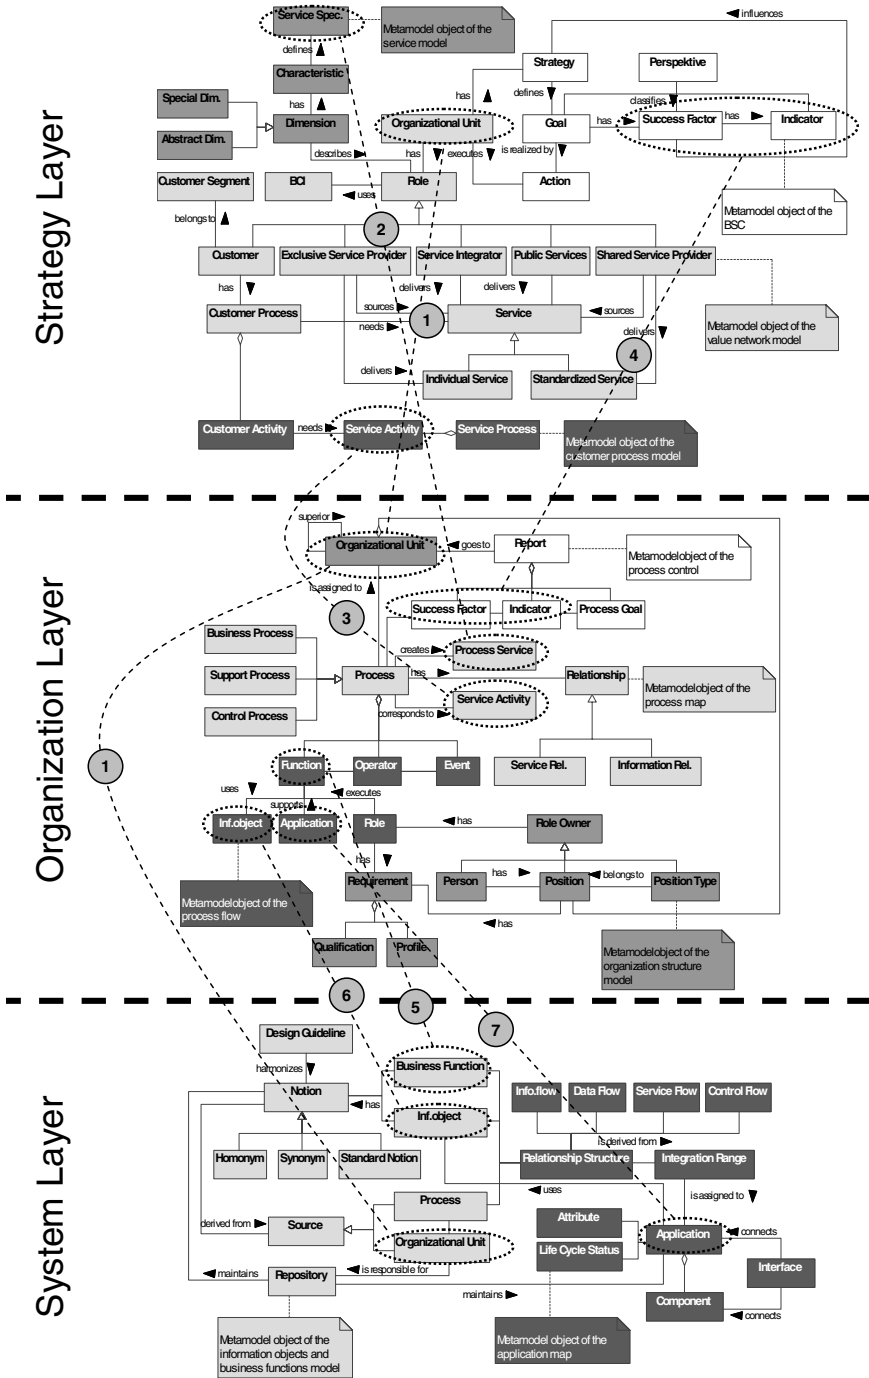 Strategy Layer
Service Spec.
Metamodel object of the
service model
influences
defines
Strategy
Perspektive
Characteristic
has
defines
classifies
Special Dim.
has
Abstract Dim.
Dimension
Organizational Unit
Goal
has
Success Factor
has
Indicator
describes
has
executes
is realized by
Customer Segment
BCI
uses
Role
Action
Metamodel object of the
BSC
belongs to
2
Customer
Exclusive Service Provider
Service Integrator
Public Services
Shared Service Provider
has
delivers
delivers
Customer Process
sources
1
Service
sources
needs
delivers
Metamodel object of the
value network model
4
delivers
Individual Service
Standardized Service
Customer Activity
needs
Service Activity
Service Process
Metamodel object of the
customer process model
Organization Layer
superior
Organizational Unit
goes to
Report
Metamodelobject of the
process control
is assigned to
Success Factor
Indicator
Process Goal
3
Business Process
creates
Process Service
Support Process
Process
has
Relationship
Metamodelobject of the
process map
Control Process
corresponds to
Service Activity
1
Function
Operator
Event
Service Rel.
Information Rel.
uses
executes
supports
Inf.object
Application
Role
has
Role Owner
has
Requirement
Person
has
Position
belongs to
Position Type
Metamodelobject of the
process flow
has
Qualification
Profile
Metamodelobject of the
organization structure
model
6
5
7
System Layer
Design Guideline
harmonizes
Business Function
Notion
has
Info.flow
Data Flow
Service Flow
Control Flow
Inf.object
is derived from
Homonym
Synonym
Standard Notion
Relationship Structure
Integration Range
uses
is assigned to
Process
derived from
Source
Attribute
Organizational Unit
Application
connects
Life Cycle Status
maintains
Repository
is responsible for
Interface
maintains
Component
connects
Metamodel object of the
information objects and
business functions model
Metamodel object of the
application map
has